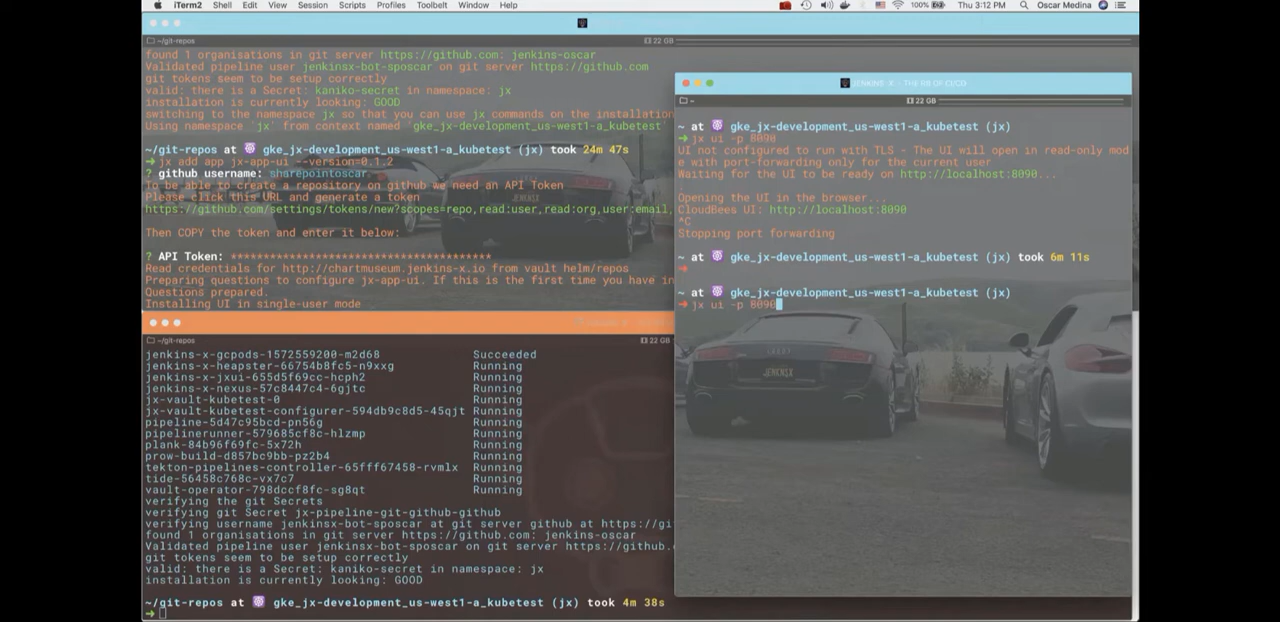 iTerm2 Shell Edit View Session Scripts Profiles Toolbelt Window Help 100% Thu 3:12 PM Oscar Medina
~/git-repos 22 GB
found 1 organisations in git server https://github.com: jenkins-oscar
Validated pipeline user jenkinsx-bot-sposcar on git server https://github.com
git tokens seem to be setup correctly
valid: there is a Secret: kaniko-secret in namespace: jx
installation is currently looking: GOOD
switching to the namespace jx so that you can use jx commands on the installation
Using namespace 'jx' from context named 'gke_jx-development_us-west1-a_kubetest'
~/git-repos at gke_jx-development_us-west1-a_kubetest (jx) took 24m 47s
➜ jx add app jx-app-ui --version=0.1.2
? github username: sharepointoscar
To be able to create a repository on github we need an API Token
Please click this URL and generate a token
https://github.com/settings/tokens/new?scopes=repo,read:user,read:org,user:email,
Then COPY the token and enter it below:
? API Token: ****************************************
Read credentials for http://chartmuseum.jenkins-x.io from vault helm/repos
Preparing questions to configure jx-app-ui. If this is the first time you have in
Questions prepared.
Installing UI in single-user mode
~/git-repos 22 GB
jenkins-x-gcpods-1572559200-m2d68 Succeeded
jenkins-x-heapster-66754b8fc5-n9xxg Running
jenkins-x-jxui-655d5f69cc-hcph2 Running
jenkins-x-nexus-57c8447c4-6gjtc Running
jx-vault-kubetest-0 Running
jx-vault-kubetest-configurer-594db9c8d5-45qjt Running
pipeline-5d47c95bcd-pn56g Running
pipelinerunner-579685cf8c-hlzmp Running
plank-84b96f69fc-5x72h Running
prow-build-d857bc9bb-pz2b4 Running
tekton-pipelines-controller-65fff67458-rvmlx Running
tide-56458c768c-vx7c7 Running
vault-operator-798dccf8fc-sg8qt Running
verifying the git Secrets
verifying git Secret jx-pipeline-git-github-github
verifying username jenkinsx-bot-sposcar at git server github at https://gi
found 1 organisations in git server https://github.com: jenkins-oscar
Validated pipeline user jenkinsx-bot-sposcar on git server https://github.
git tokens seem to be setup correctly
valid: there is a Secret: kaniko-secret in namespace: jx
installation is currently looking: GOOD
~/git-repos at gke_jx-development_us-west1-a_kubetest (jx) took 4m 38s
➜
JENKINS-X - THE R8 OF CI/CD
~ 22 GB
~ at gke_jx-development_us-west1-a_kubetest (jx)
➜ jx ui -p 8090
UI not configured to run with TLS - The UI will open in read-only mod
e with port-forwarding only for the current user
Waiting for the UI to be ready on http://localhost:8090...
.
Opening the UI in the browser...
CloudBees UI: http://localhost:8090
^C
Stopping port forwarding
~ at gke_jx-development_us-west1-a_kubetest (jx) took 6m 11s
➜
~ at gke_jx-development_us-west1-a_kubetest (jx)
➜ jx ui -p 8090
JENKINSX